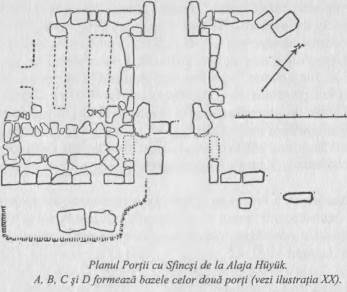 Planul Porții cu Sfincși de la Alaja Hüyük.
A, B, C și D formează bazele celor două porți (vezi ilustrația XX).